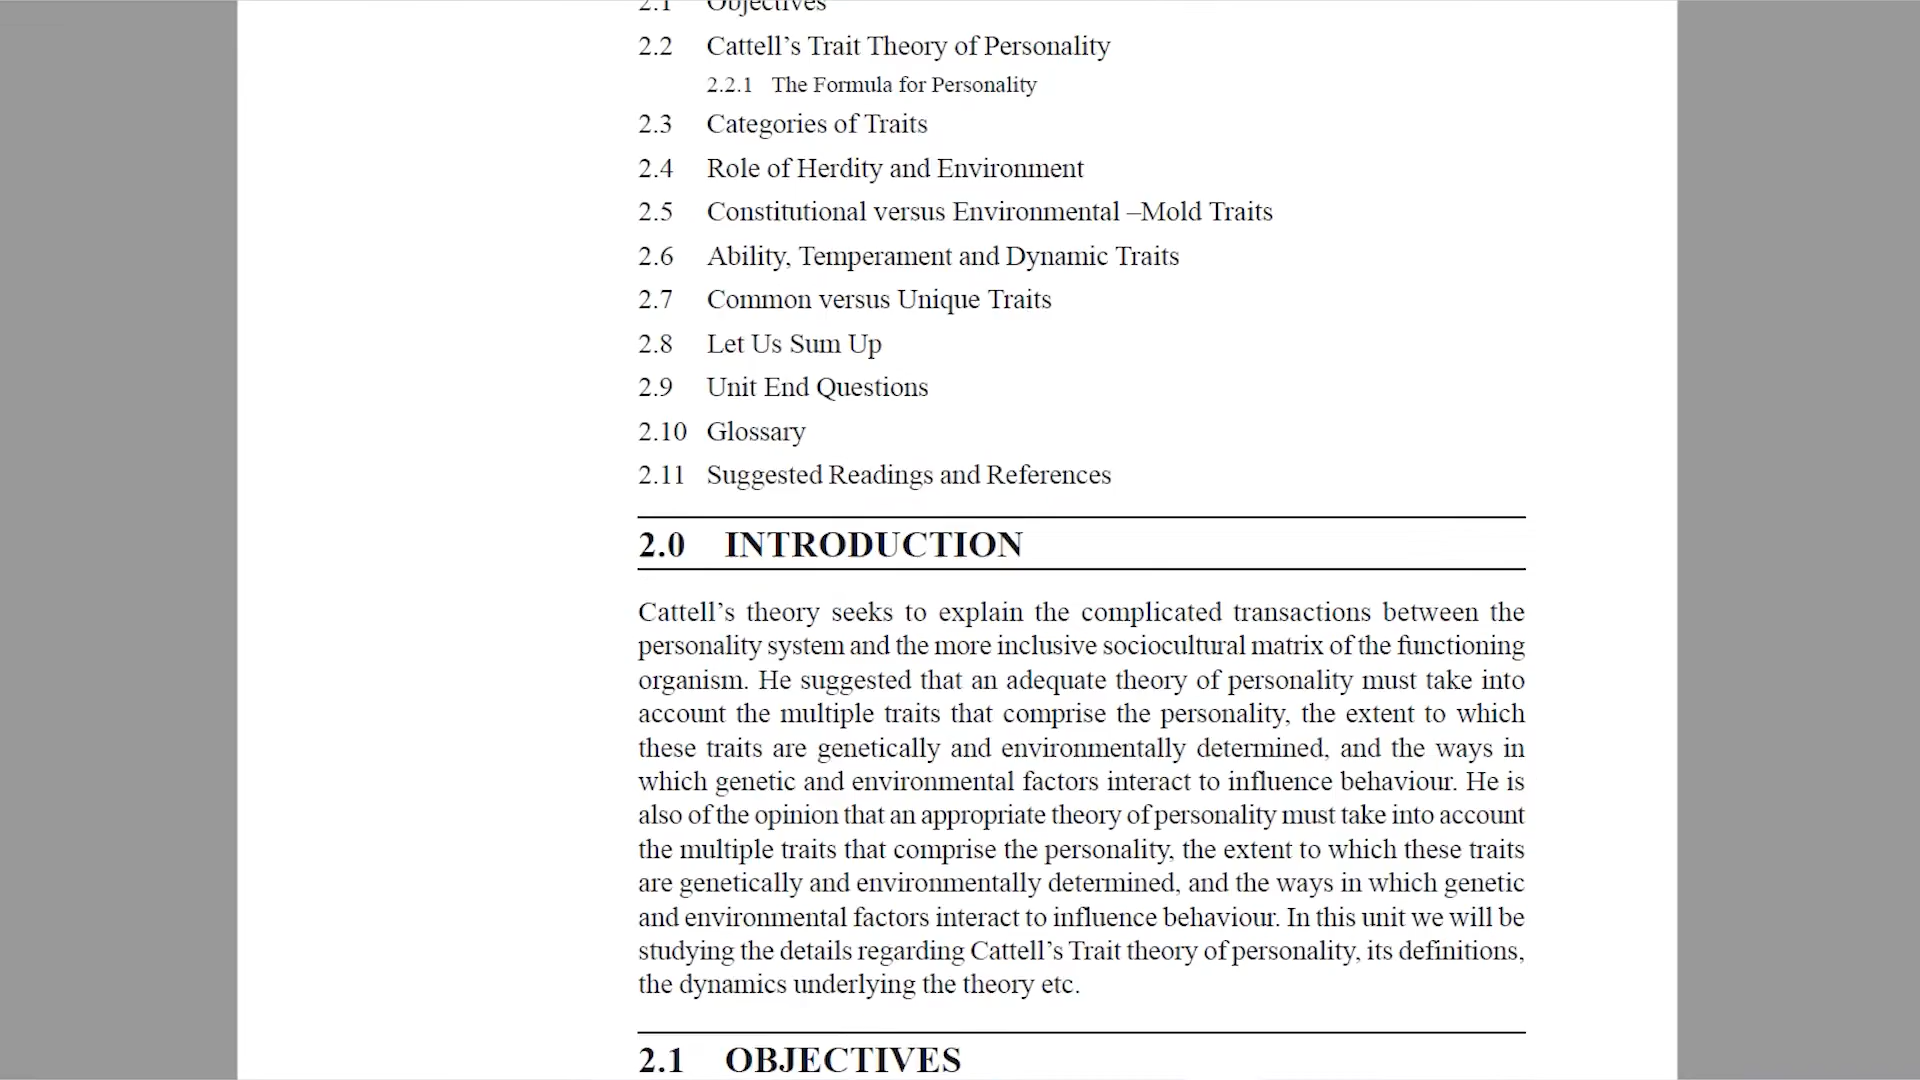 2.1 Objectives
2.2 Cattell’s Trait Theory of Personality
2.2.1 The Formula for Personality
2.3 Categories of Traits
2.4 Role of Herdity and Environment
2.5 Constitutional versus Environmental –Mold Traits
2.6 Ability, Temperament and Dynamic Traits
2.7 Common versus Unique Traits
2.8 Let Us Sum Up
2.9 Unit End Questions
2.10 Glossary
2.11 Suggested Readings and References
2.0 INTRODUCTION
Cattell’s theory seeks to explain the complicated transactions between the
personality system and the more inclusive sociocultural matrix of the functioning
organism. He suggested that an adequate theory of personality must take into
account the multiple traits that comprise the personality, the extent to which
these traits are genetically and environmentally determined, and the ways in
which genetic and environmental factors interact to influence behaviour. He is
also of the opinion that an appropriate theory of personality must take into account
the multiple traits that comprise the personality, the extent to which these traits
are genetically and environmentally determined, and the ways in which genetic
and environmental factors interact to influence behaviour. In this unit we will be
studying the details regarding Cattell’s Trait theory of personality, its definitions,
the dynamics underlying the theory etc.
2.1 OBJECTIVES